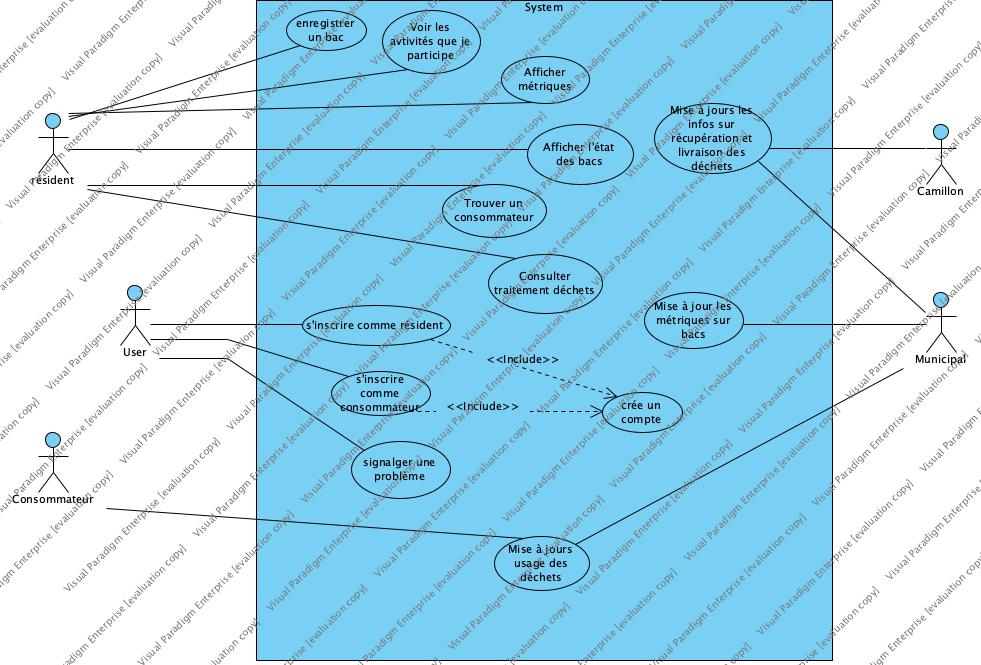 System
enregistrer
un bac
Voir les
avtivités que je
participe
Afficher
métriques
Mise à jours les
infos sur
récupération et
livraison des
déchets
Afficher l'état
des bacs
résident
Camillon
Trouver un
consommateur
Consulter
traitement déchets
s'inscrire comme résident
Mise à jour les
métriques sur
bacs
User
Municipal
<<Include>>
s'inscrire
comme
consommateur
<<Include>>
crée un
compte
signalger une
problème
Consommateur
Mise à jours
usage des
déchets
Visual Paradigm Enterprise [evaluation copy]